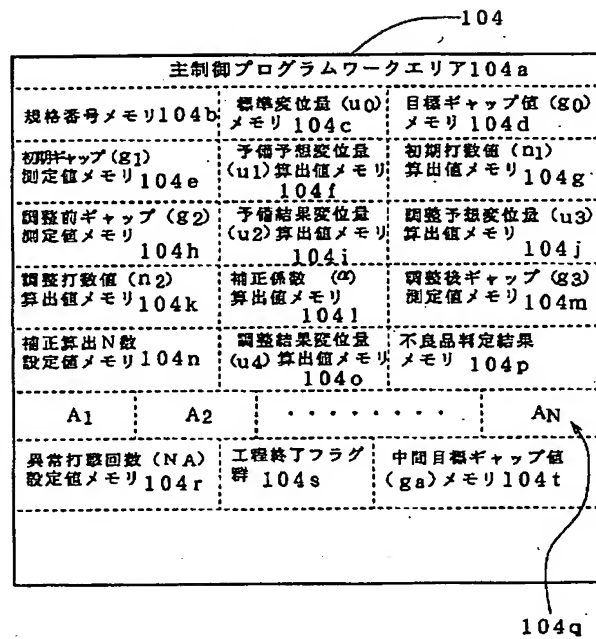 104
主制御プログラムワークエリア104a
規格番号メモリ104b
標準変位量(u0)
メモリ104c
目標ギャップ値(g0)
メモリ104d
初期ギャップ(g1)
測定値メモリ104e
予備予想変位量
(u1)算出値メモリ
104f
初期打数値(n1)
算出値メモリ104g
調整前ギャップ(g2)
測定値メモリ
104h
予備結果変位量
(u2)算出値メモリ
104i
調整予想変位量(u3)
算出値メモリ
104j
調整打数値(n2)
算出値メモリ104k
補正係数 (α)
算出値メモリ
104l
調整後ギャップ(g3)
測定値メモリ104m
補正算出N数
設定値メモリ104n
調整結果変位量
(u4)算出値メモリ
104o
不良品判定結果
メモリ104p
A1 A2 ・・・・・・・・ AN
異常打撃回数(NA)
設定値メモリ104r
工程終了フラグ
群 104s
中間目標ギャップ値
(ga)メモリ104t
104q